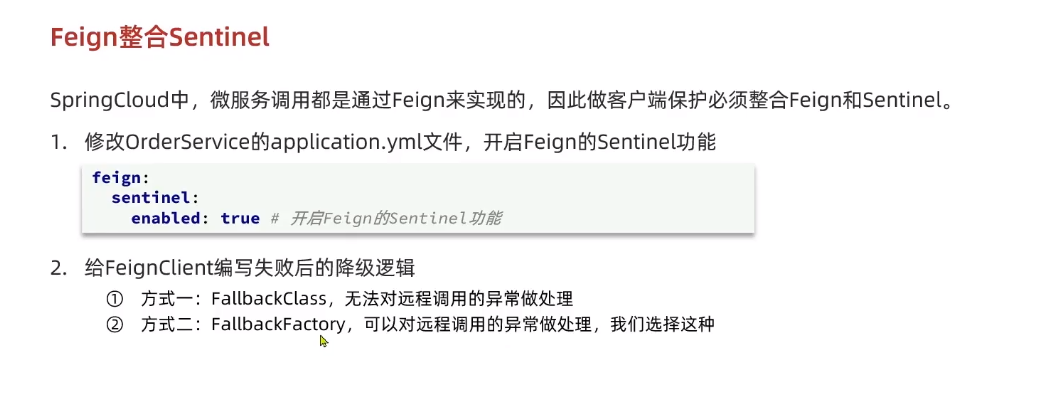 Feign整合Sentinel
SpringCloud中，微服务调用都是通过Feign来实现的，因此做客户端保护必须整合Feign和Sentinel。
1. 修改OrderService的application.yml文件，开启Feign的Sentinel功能
feign:
  sentinel:
    enabled: true # 开启Feign的Sentinel功能
2. 给FeignClient编写失败后的降级逻辑
① 方式一：FallbackClass，无法对远程调用的异常做处理
② 方式二：FallbackFactory，可以对远程调用的异常做处理，我们选择这种